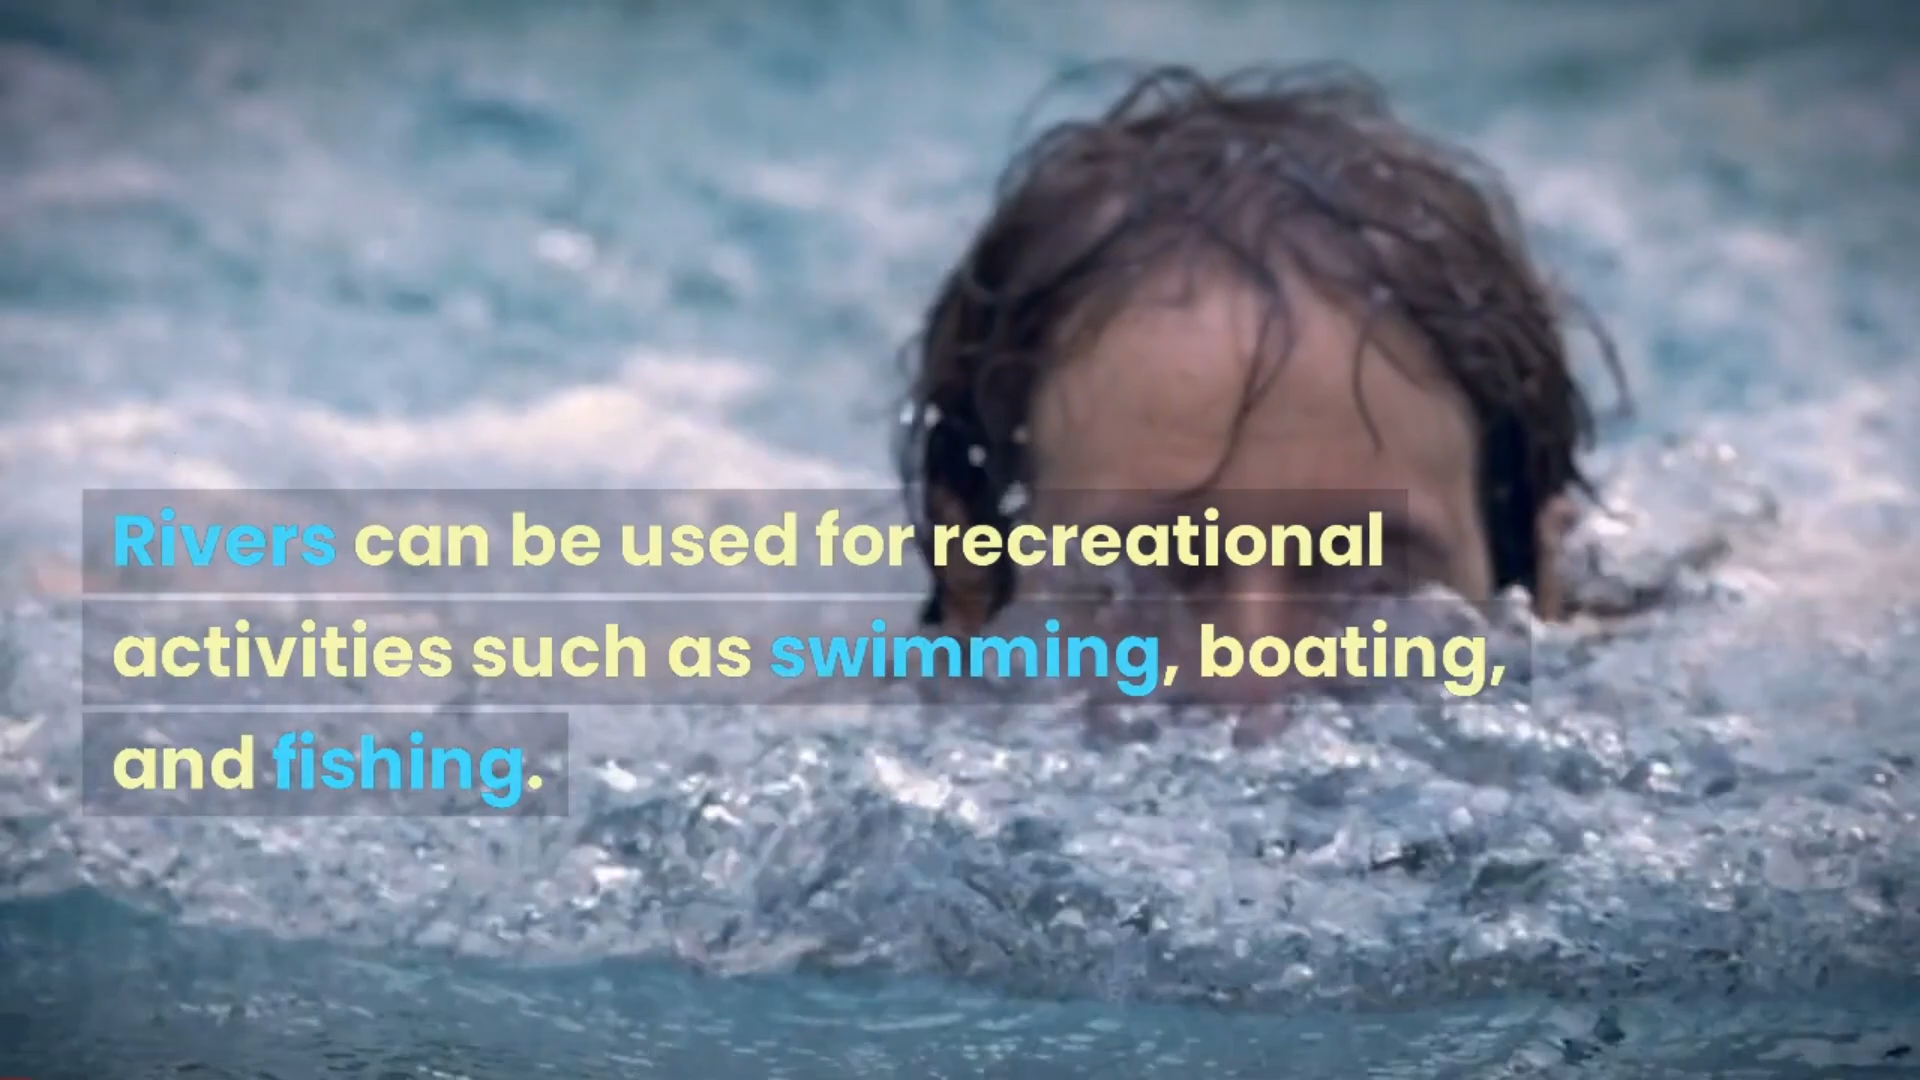 Rivers can be used for recreational
activities such as swimming, boating,
and fishing.